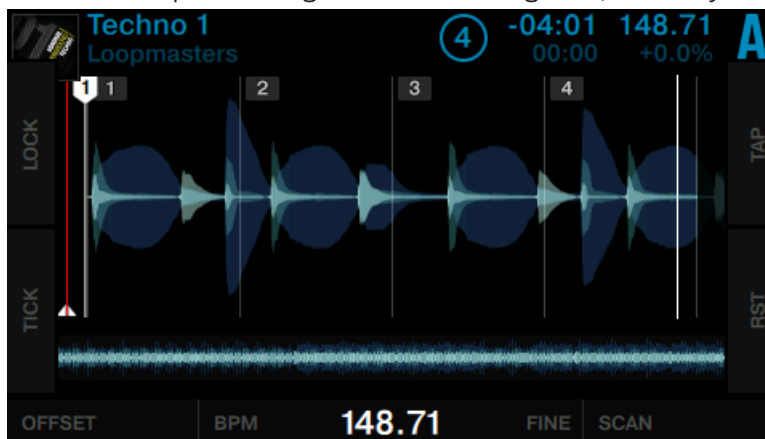 Techno 1
Loopmasters
4
-04:01
00:00
148.71
+0.0%
A
LOCK
TICK
TAP
RST
1
1
2
3
4
OFFSET
BPM
148.71
FINE
SCAN